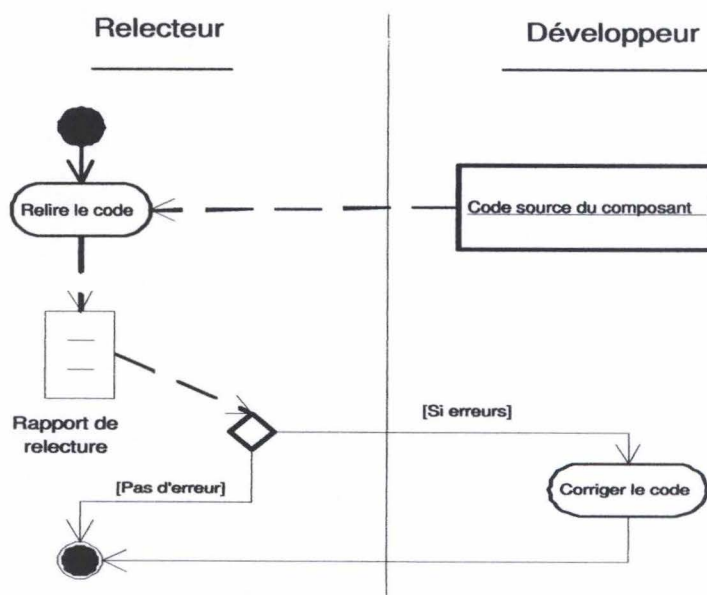 Relecteur
Développeur
Relire le code
Code source du composant
Rapport de
relecture
[Si erreurs]
[Pas d'erreur]
Corriger le code